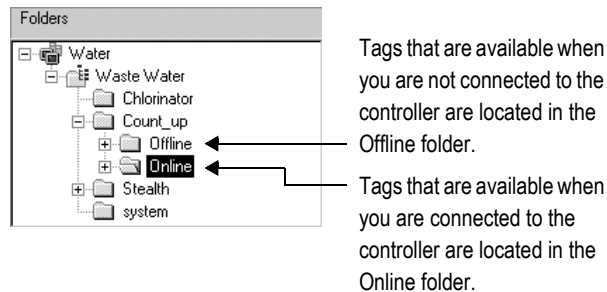 Folders
Water
Waste Water
Chlorinator
Count_up
Offline
Online
Stealth
system
Tags that are available when
you are not connected to the
controller are located in the
Offline folder.
Tags that are available when
you are connected to the
controller are located in the
Online folder.